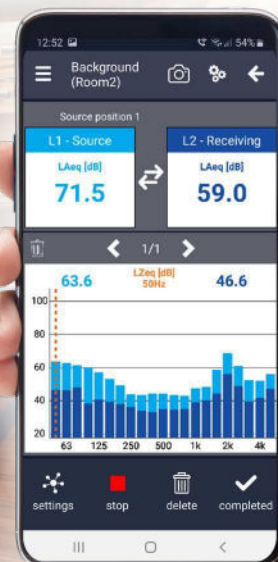 12:52 54%
Background
(Room2)
Source position 1
L1 - Source
LAeq [dB]
71.5
L2 - Receiving
LAeq [dB]
59.0
1/1
63.6 LZeq [dB] 46.6
50Hz
100
80
60
40
20
63 125 250 500 1k 2k 4k
settings stop delete completed